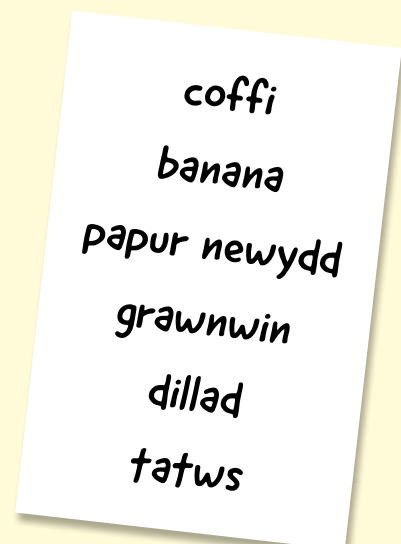 coffi
banana
papur newydd
grawnwin
dillad
tatws